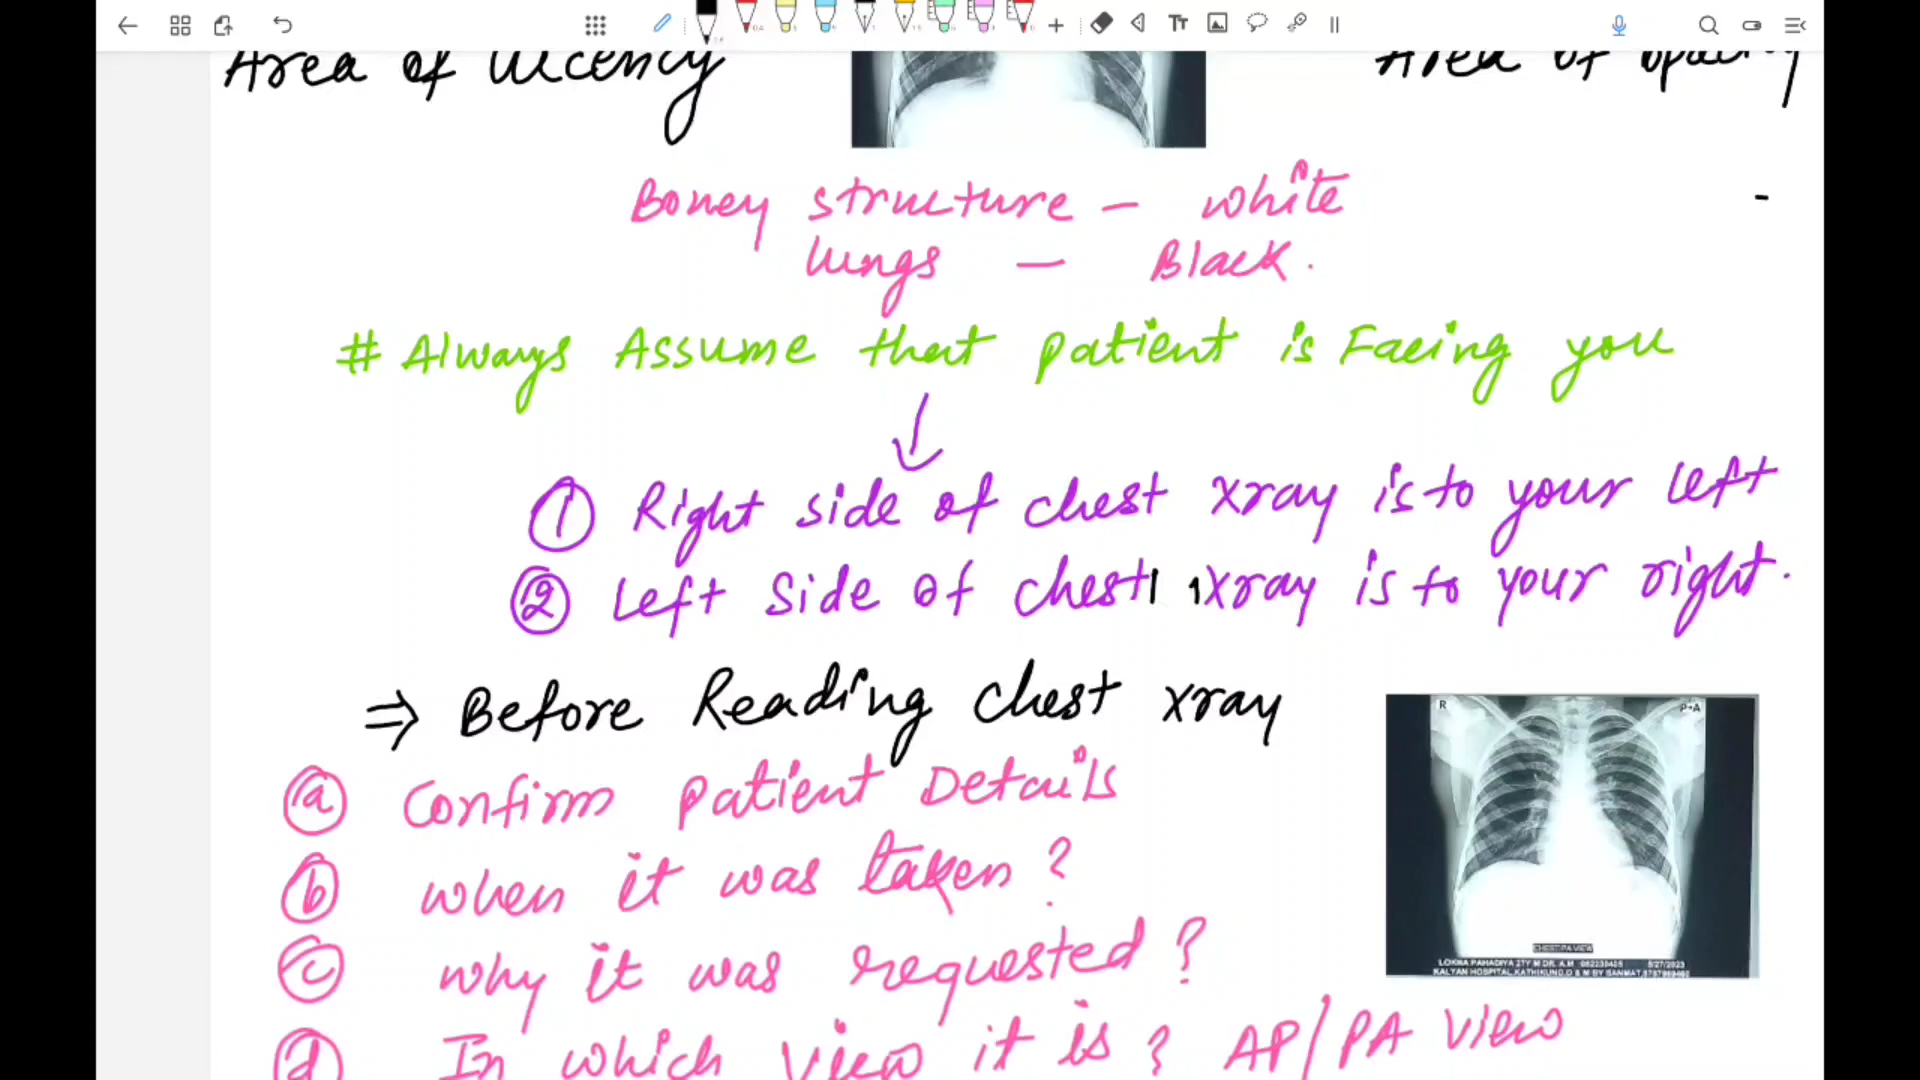 Area of lucency
Area of opacity
Boney structure - white
lungs - Black.
# Always Assume that patient is Facing you
① Right side of chest xray is to your left
② Left side of chest xray is to your right.
⇒ Before Reading chest xray
ⓐ Confirm patient Details
ⓑ when it was taken ?
ⓒ why it was requested ?
ⓓ In which view it is ? AP/PA view
R
P-A
CHEST PA VIEW